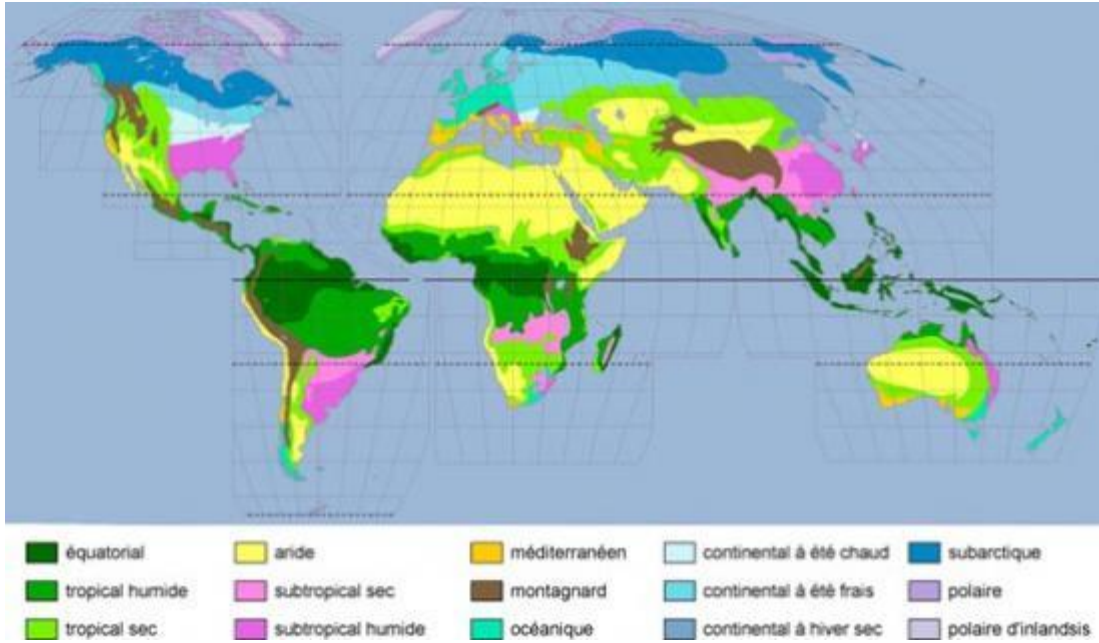 équatorial
aride
méditerranéen
continental à été chaud
subarctique
tropical humide
subtropical sec
montagnard
continental à été frais
polaire
tropical sec
subtropical humide
océanique
continental à hiver sec
polaire d'inlandsis